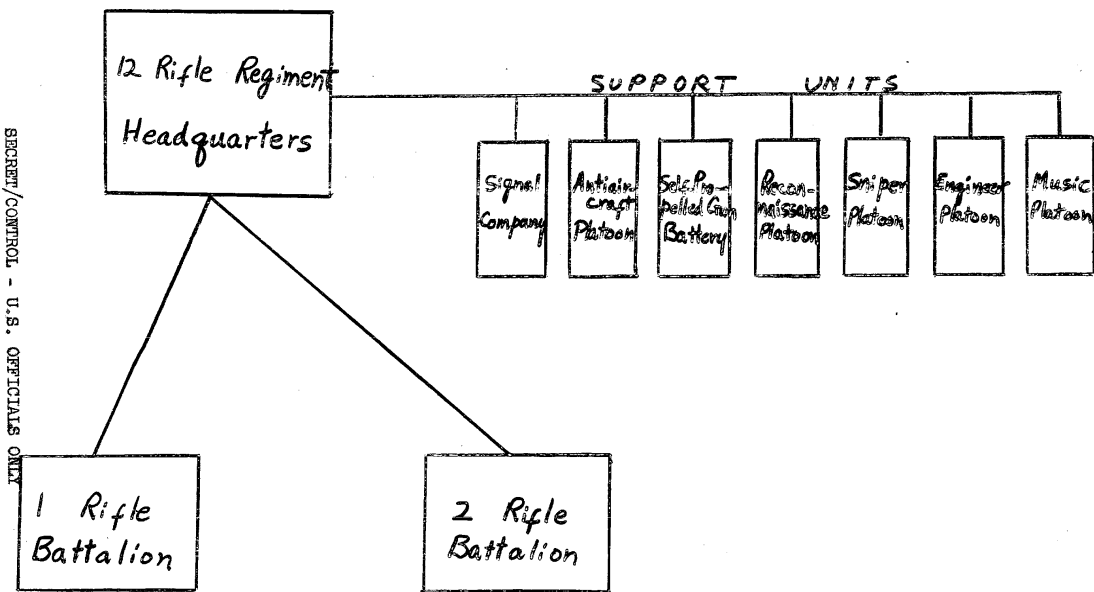 12 Rifle Regiment
Headquarters
SUPPORT UNITS
Signal
Company
Antiair-
craft
Platoon
Self-Pro-
pelled Gun
Battery
Recon-
naissance
Platoon
Sniper
Platoon
Engineer
Platoon
Music
Platoon
1 Rifle
Battalion
2 Rifle
Battalion
SECRET/CONTROL - U.S. OFFICIALS ONLY